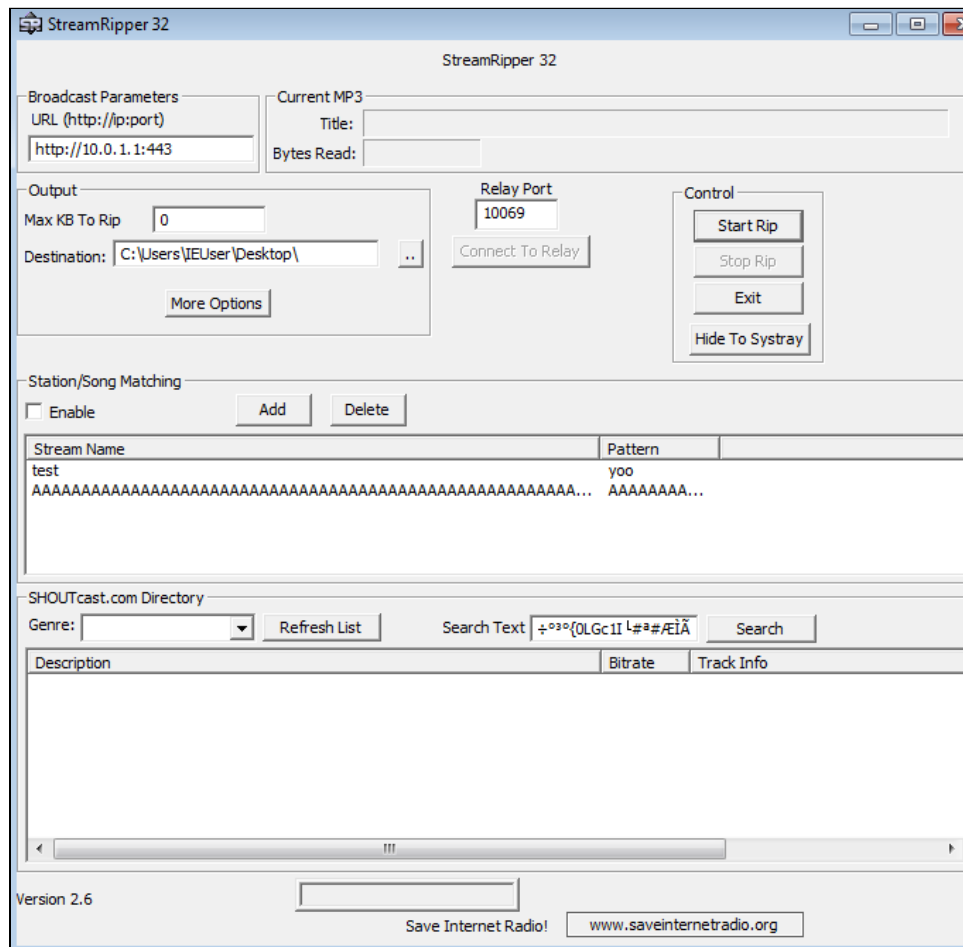 StreamRipper 32
StreamRipper 32
Broadcast Parameters
URL (http://ip:port)
http://10.0.1.1:443
Current MP3
Title:
Bytes Read:
Output
Max KB To Rip 0
Destination: C:\Users\IEUser\Desktop\ ..
More Options
Relay Port
10069
Connect To Relay
Control
Start Rip
Stop Rip
Exit
Hide To Systray
Station/Song Matching
Enable Add Delete
Stream Name Pattern
test yoo
AAAAAAAAAAAAAAAAAAAAAAAAAAAAAAAAAAAAAAAAAAAAAAAAAAAAAAA... AAAAAAAA...
SHOUTcast.com Directory
Genre: Refresh List Search Text ÷º³º{0LGc1I└#ª#ÆÌÃ Search
Description Bitrate Track Info
Version 2.6
Save Internet Radio! www.saveinternetradio.org